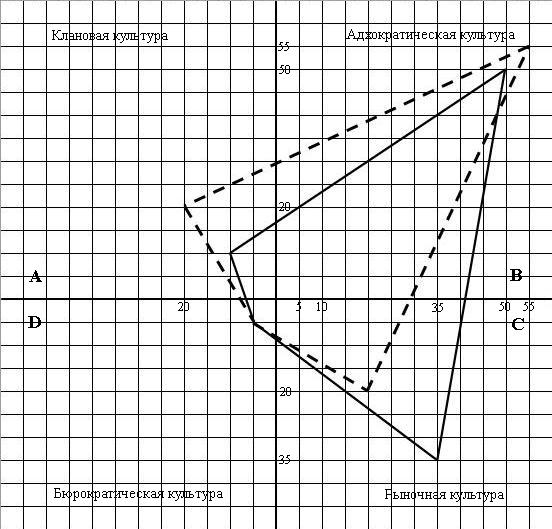 Клановая культура
Адхократическая культура
55
50
20
A
B
20
5
10
35
50
55
D
C
20
35
Бюрократическая культура
Рыночная культура